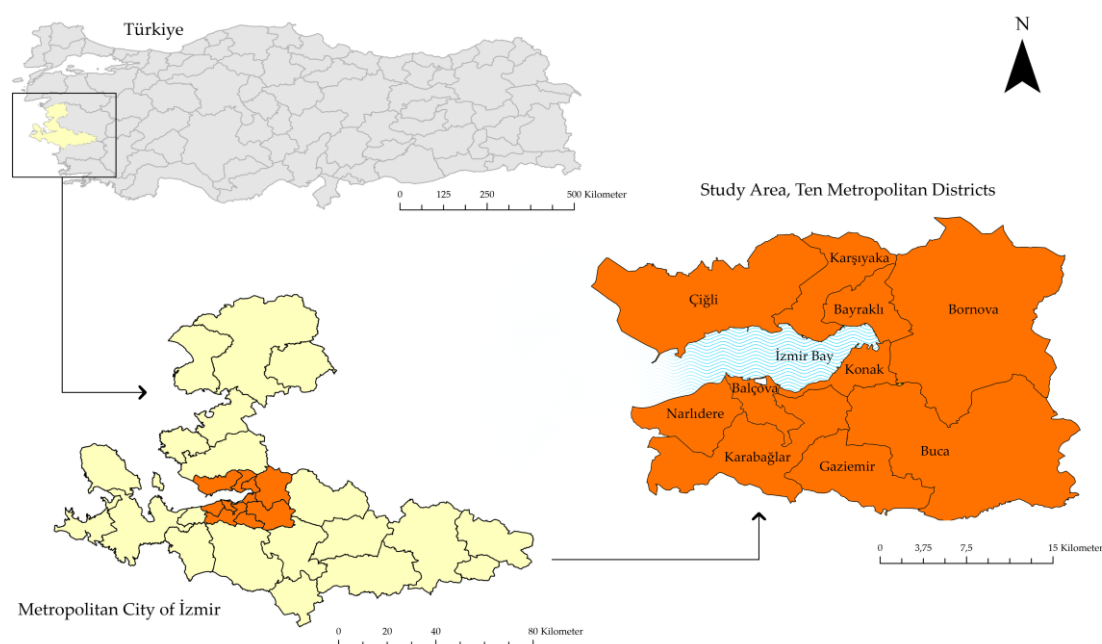 Türkiye
N
0 125 250 500 Kilometer
Study Area, Ten Metropolitan Districts
Karşıyaka
Çiğli
Bayraklı
Bornova
İzmir Bay
Konak
Balçova
Narlıdere
Buca
Karabağlar
Gaziemir
0 3,75 7,5 15 Kilometer
Metropolitan City of İzmir
0 20 40 80 Kilometer